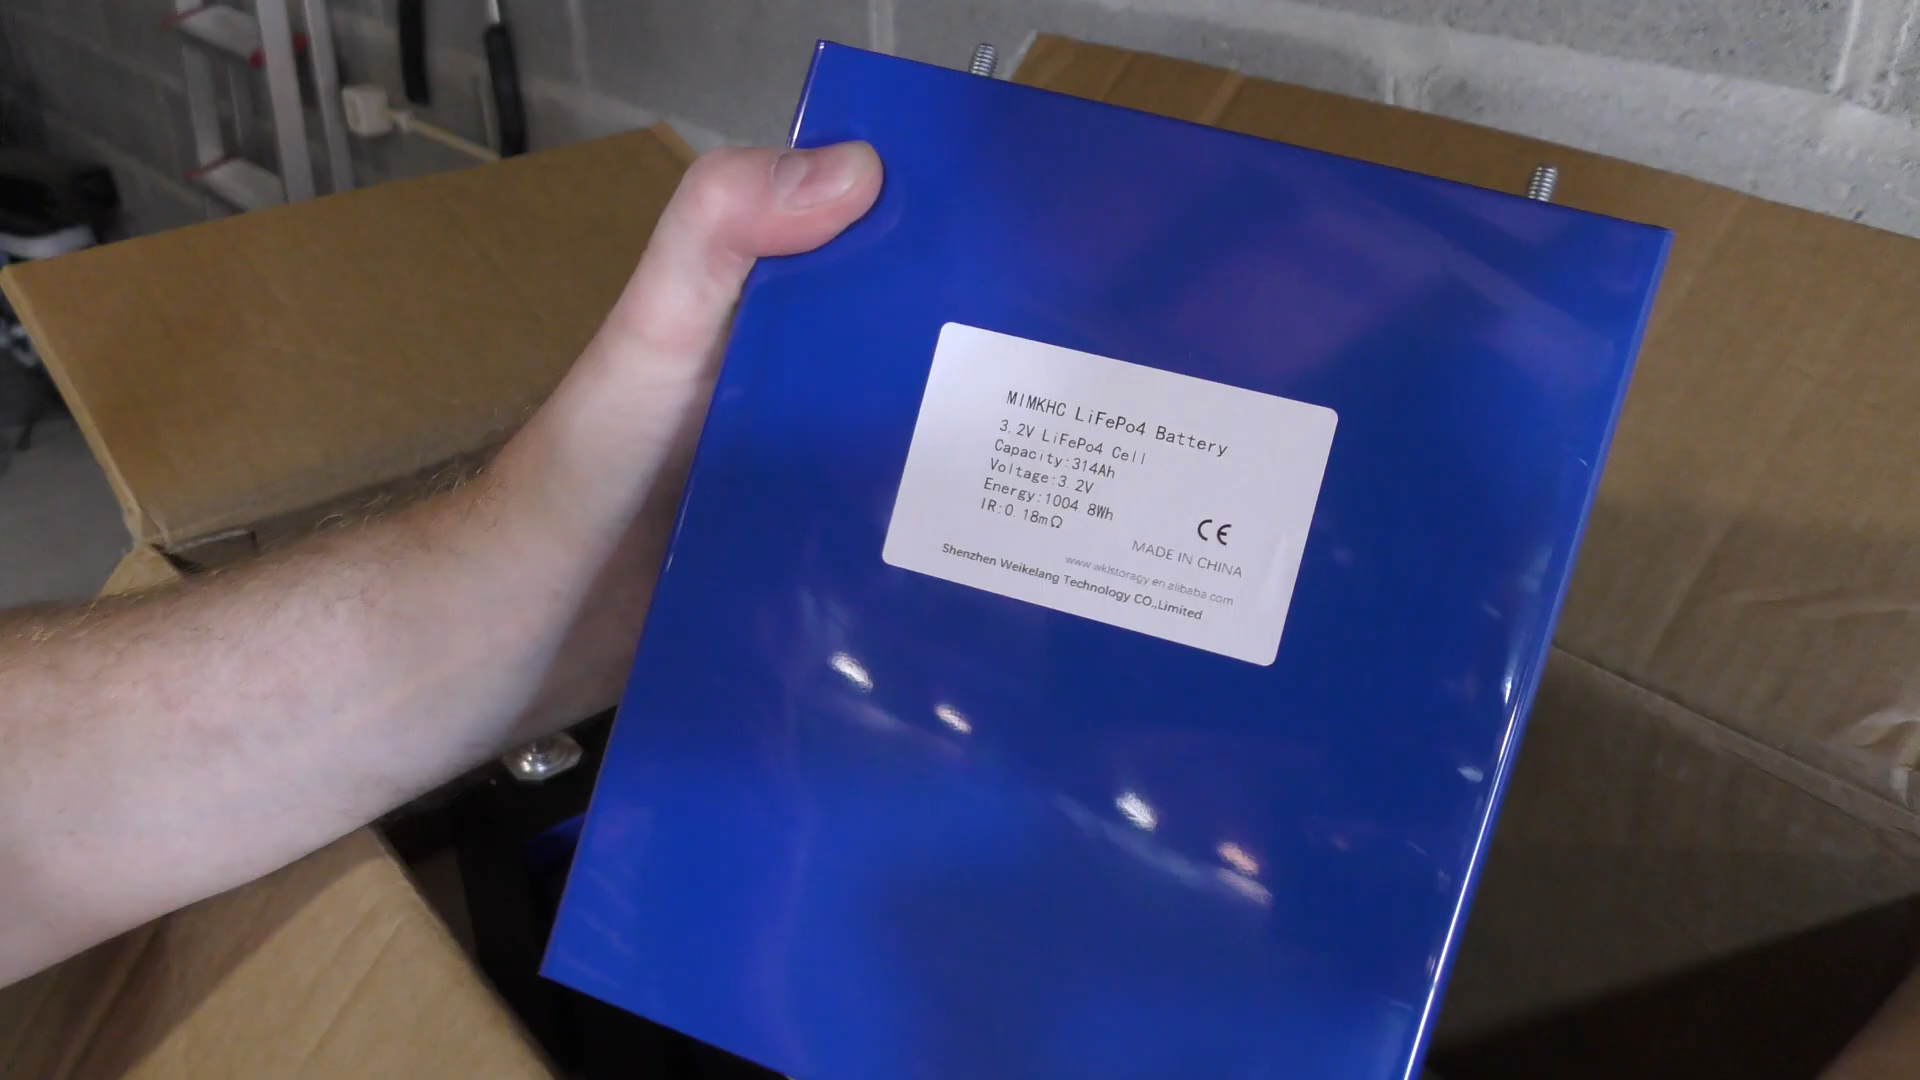 MIMKHC LiFePo4 Battery
3.2V LiFePo4 Cell
Capacity:314Ah
Voltage:3.2V
Energy:1004.8Wh
IR:0.18mΩ
CE
MADE IN CHINA
www.wklstoragy.en.alibaba.com
Shenzhen Weikelang Technology CO.,Limited